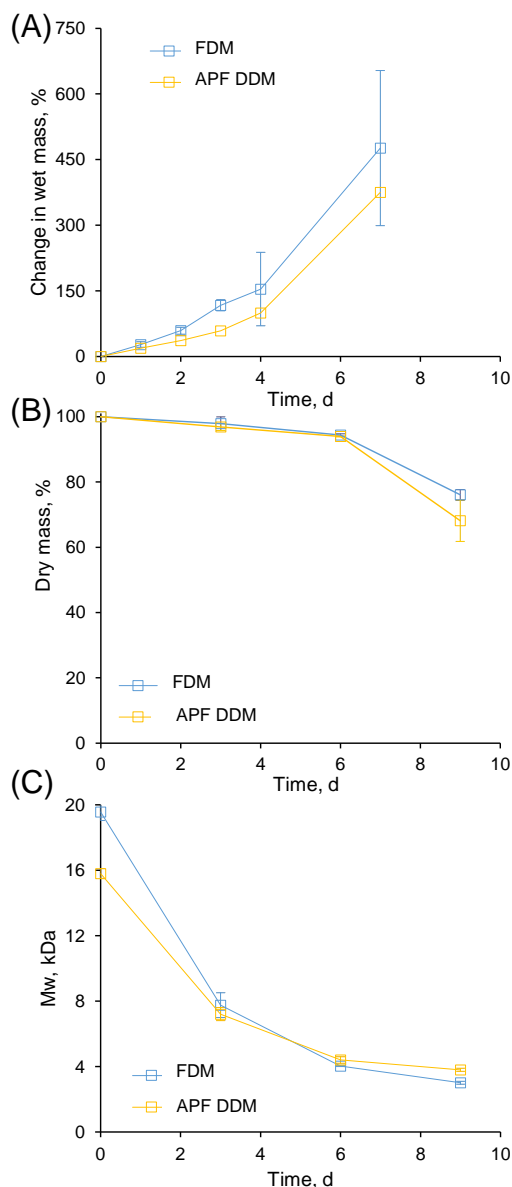 (A)
750
600
450
300
150
0
Change in wet mass, %
FDM
APF DDM
0
2
4
6
8
10
Time, d
(B)
100
80
60
40
20
0
Dry mass, %
FDM
APF DDM
0
2
4
6
8
10
Time, d
(C)
20
16
12
8
4
0
Mw, kDa
FDM
APF DDM
0
2
4
6
8
10
Time, d